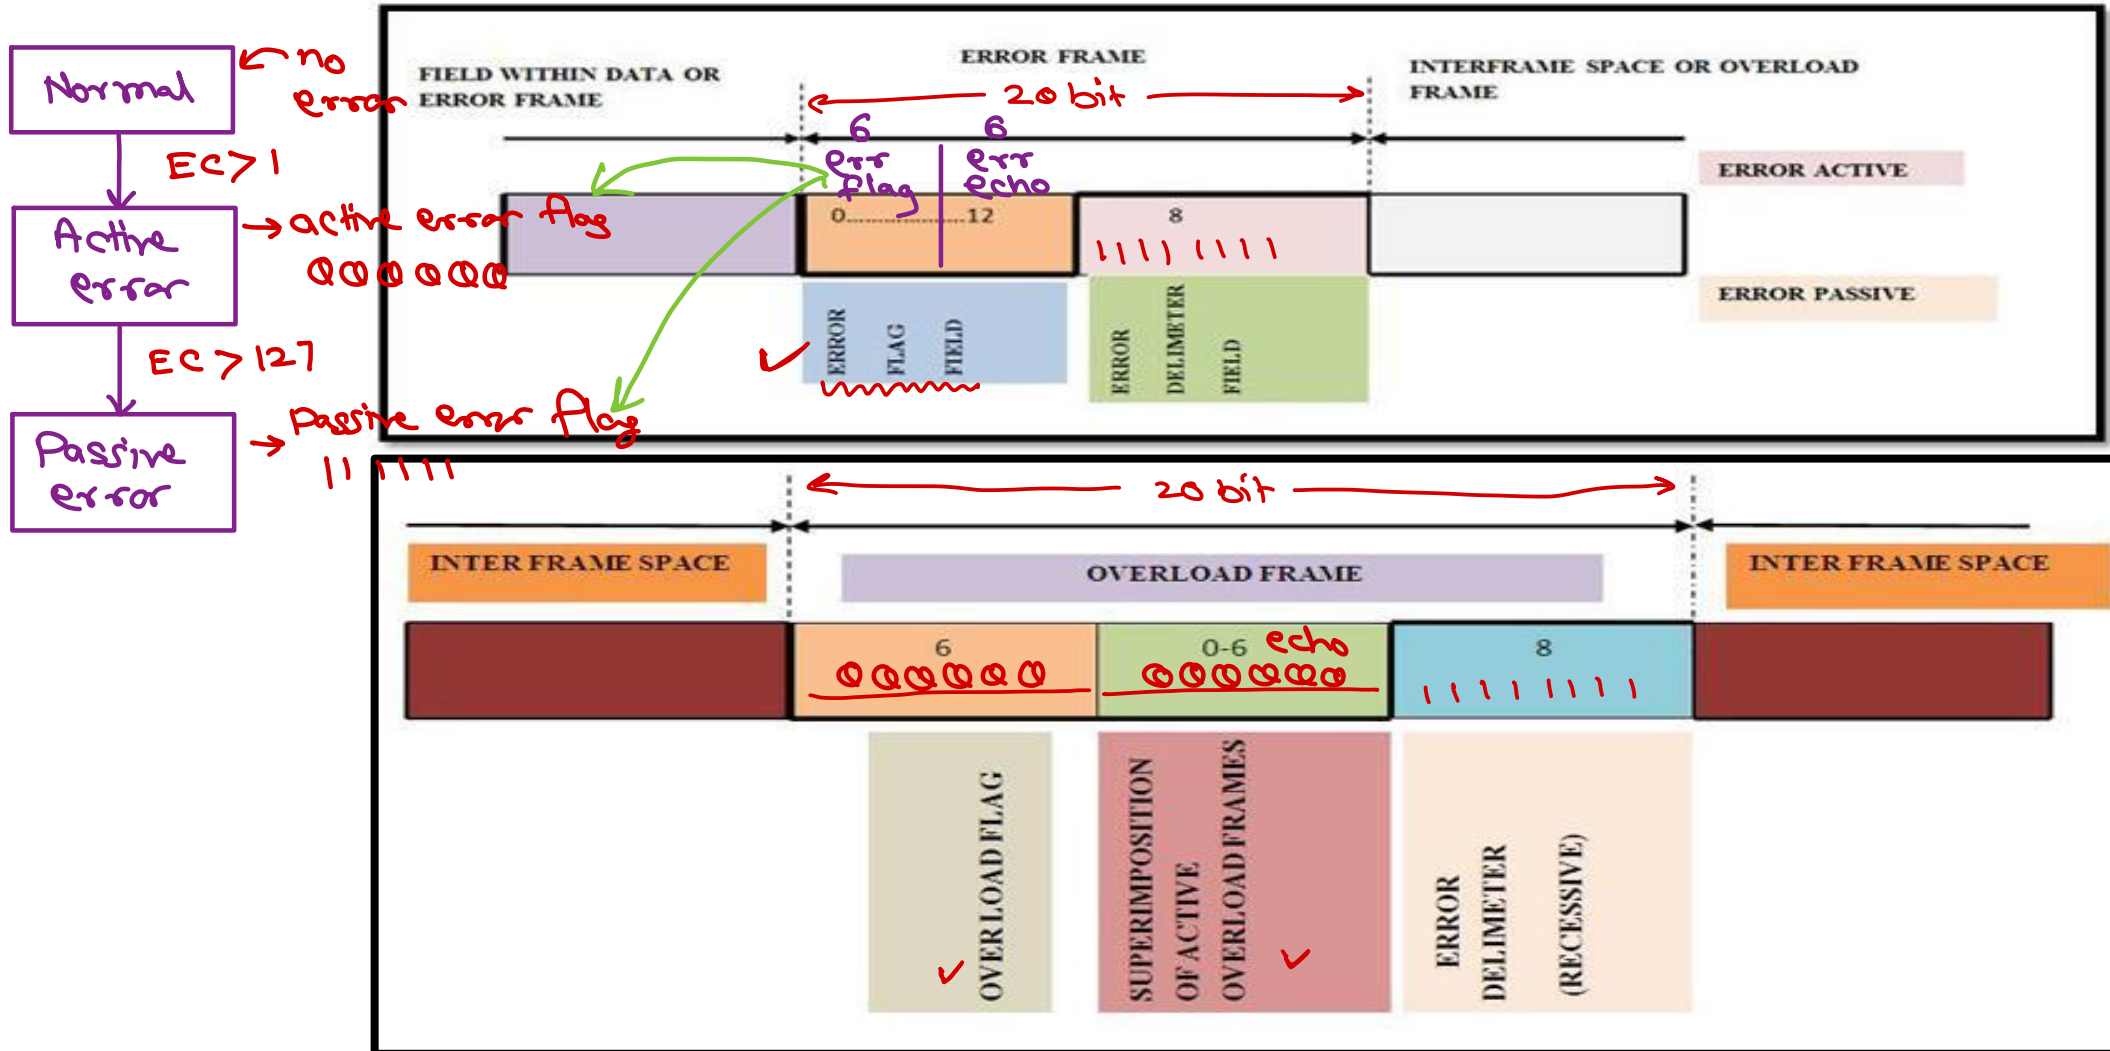 Normal
no
error
EC>1
Active
error
active error flag
000000
EC>127
Passive
error
Passive error flag
111111
FIELD WITHIN DATA OR
ERROR FRAME
ERROR FRAME
20 bit
INTERFRAME SPACE OR OVERLOAD
FRAME
6
err
flag
6
err
echo
0......................12
8
1111 1111
ERROR ACTIVE
ERROR PASSIVE
ERROR
FLAG
FIELD
ERROR
DELIMETER
FIELD
20 bit
INTER FRAME SPACE
OVERLOAD FRAME
INTER FRAME SPACE
6
000000
0-6 echo
000000
8
11111111
OVERLOAD FLAG
SUPERIMPOSITION
OF ACTIVE
OVERLOAD FRAMES
ERROR
DELIMETER
(RECESSIVE)